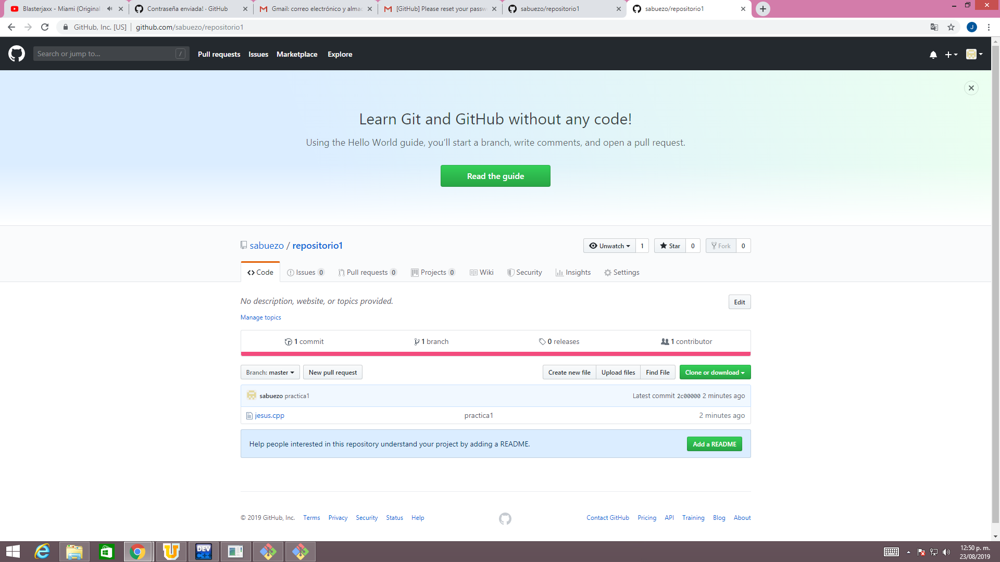 Blasterjaxx - Miami (Original
Contraseña enviada! · GitHub
Gmail: correo electrónico y alma
[GitHub] Please reset your passw
sabuezo/repositorio1
sabuezo/repositorio1
GitHub, Inc. [US]
github.com/sabuezo/repositorio1
J
Search or jump to...
/
Pull requests
Issues
Marketplace
Explore
Learn Git and GitHub without any code!
Using the Hello World guide, you’ll start a branch, write comments, and open a pull request.
Read the guide
sabuezo / repositorio1
Unwatch 1
Star 0
Fork 0
Code
Issues 0
Pull requests 0
Projects 0
Wiki
Security
Insights
Settings
No description, website, or topics provided.
Edit
Manage topics
1 commit
1 branch
0 releases
1 contributor
Branch: master
New pull request
Create new file
Upload files
Find File
Clone or download
sabuezo practica1
Latest commit 2c00000 2 minutes ago
jesus.cpp
practica1
2 minutes ago
Help people interested in this repository understand your project by adding a README.
Add a README
© 2019 GitHub, Inc.
Terms
Privacy
Security
Status
Help
Contact GitHub
Pricing
API
Training
Blog
About
DEV
C++
12:50 p. m.
23/08/2019